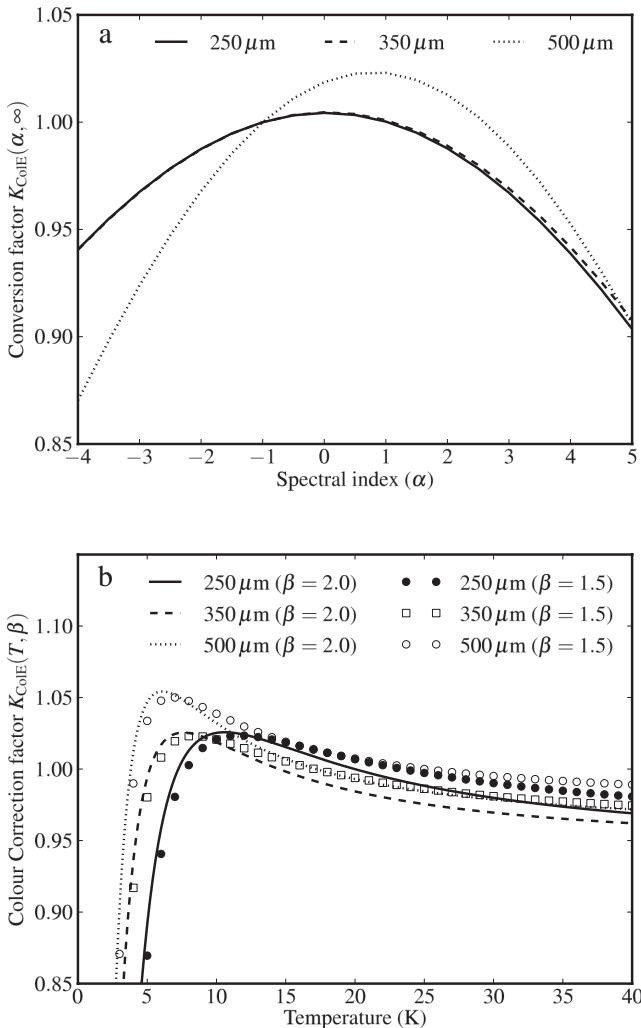 1.05
a
250 μm
350 μm
500 μm
1.00
0.95
0.90
0.85
Conversion factor K_ColE(α,∞)
−4 −3 −2 −1 0 1 2 3 4 5
Spectral index (α)
b
250 μm (β = 2.0)
350 μm (β = 2.0)
500 μm (β = 2.0)
250 μm (β = 1.5)
350 μm (β = 1.5)
500 μm (β = 1.5)
1.10
1.05
1.00
0.95
0.90
0.85
Colour Correction factor K_ColE(T,β)
0 5 10 15 20 25 30 35 40
Temperature (K)